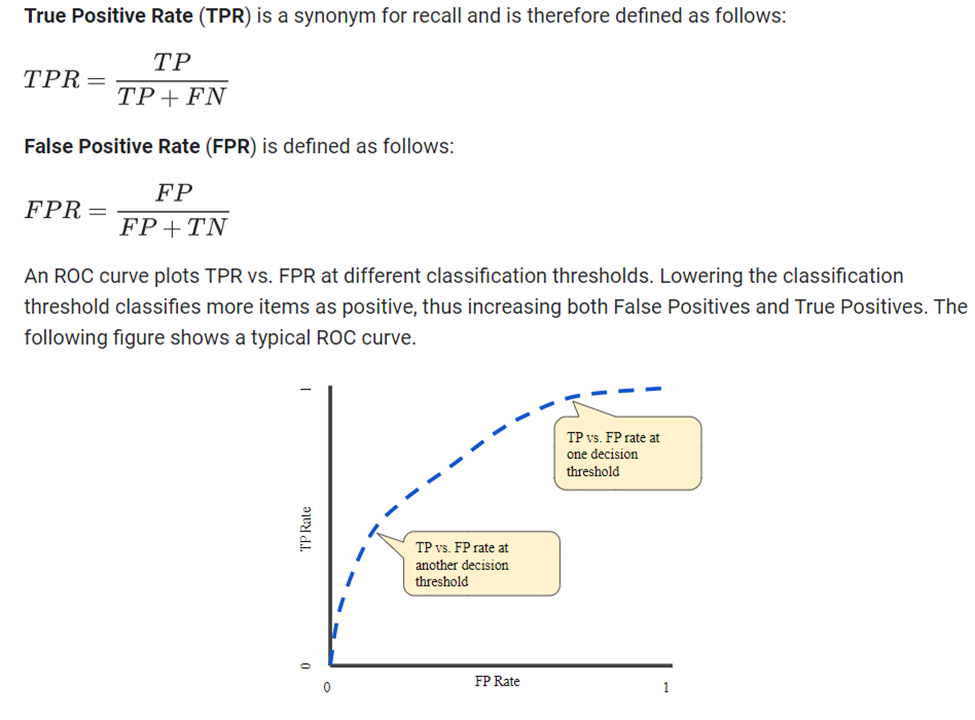 True Positive Rate (TPR) is a synonym for recall and is therefore defined as follows:
TPR = TP / TP + FN
False Positive Rate (FPR) is defined as follows:
FPR = FP / FP + TN
An ROC curve plots TPR vs. FPR at different classification thresholds. Lowering the classification
threshold classifies more items as positive, thus increasing both False Positives and True Positives. The
following figure shows a typical ROC curve.
1
TP vs. FP rate at
one decision
threshold
TP Rate
TP vs. FP rate at
another decision
threshold
0
0
FP Rate
1